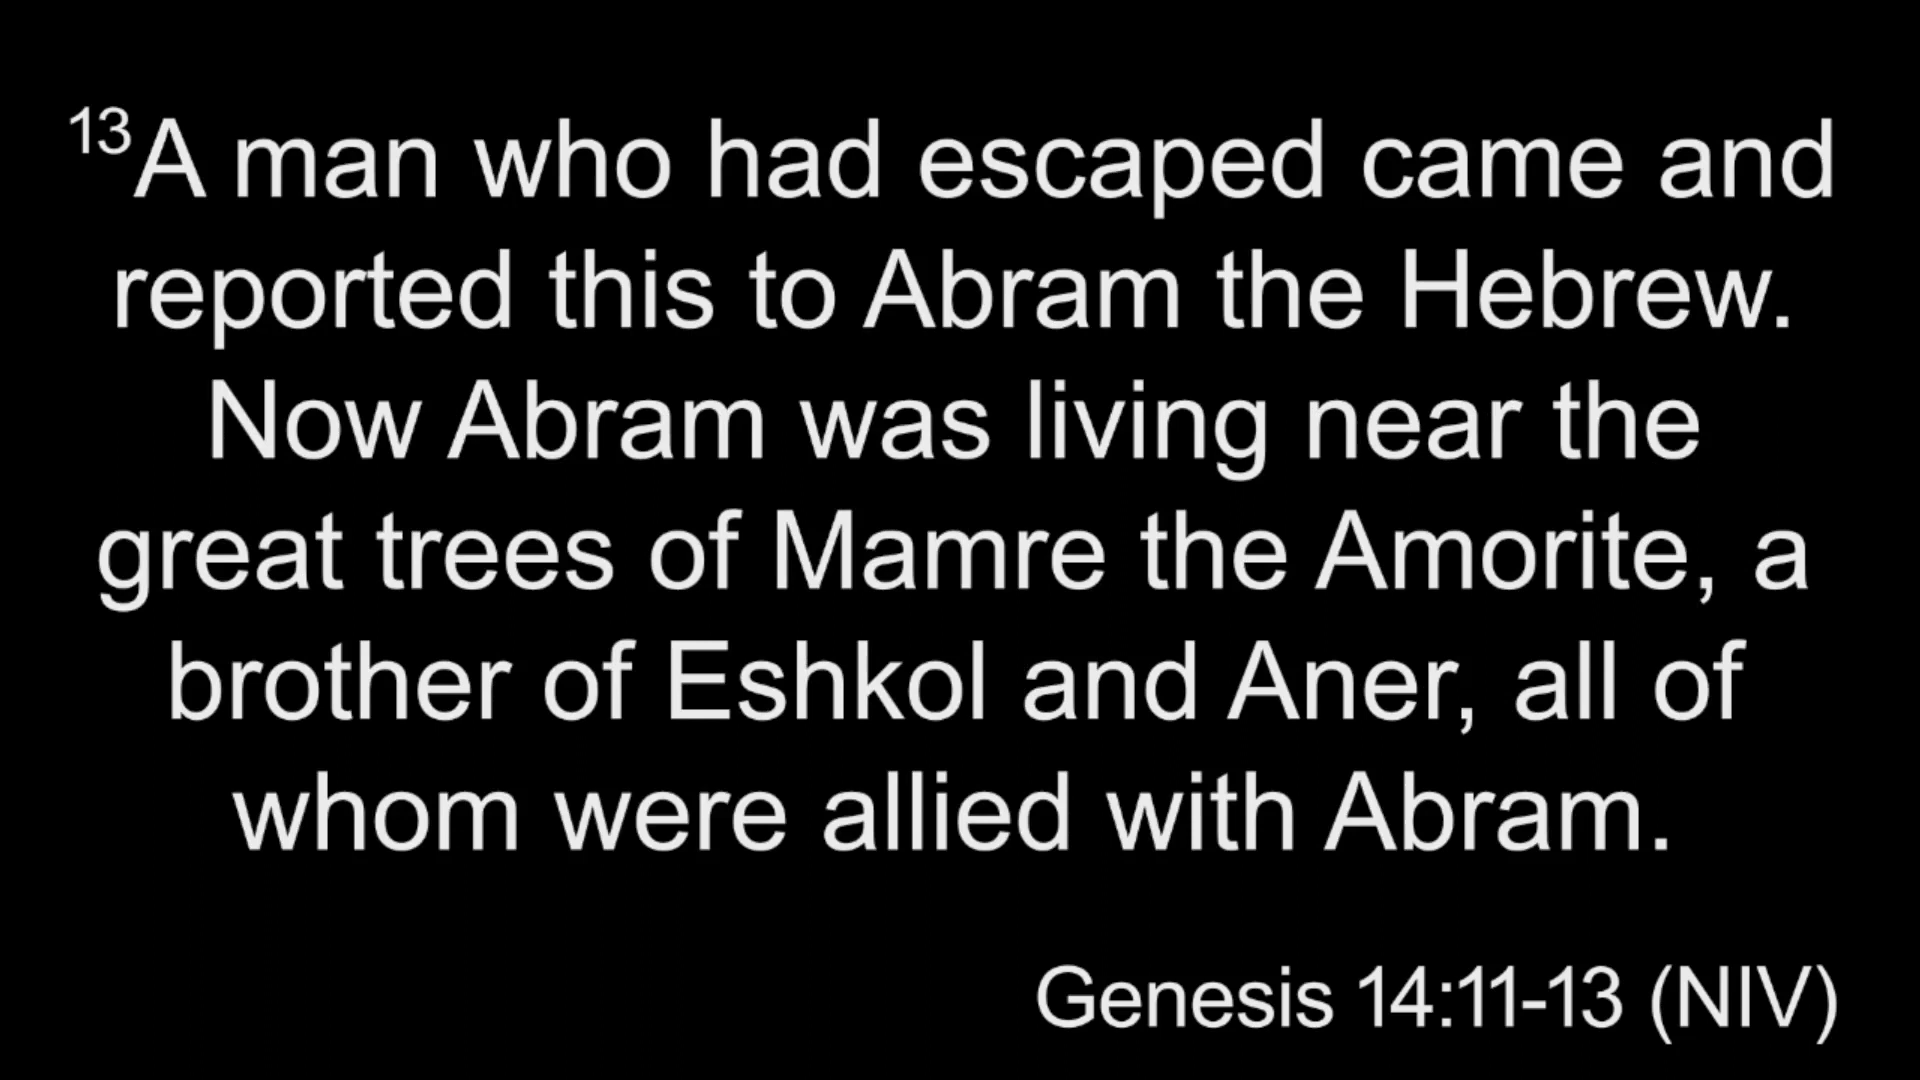 13A man who had escaped came and
reported this to Abram the Hebrew.
Now Abram was living near the
great trees of Mamre the Amorite, a
brother of Eshkol and Aner, all of
whom were allied with Abram.
Genesis 14:11-13 (NIV)